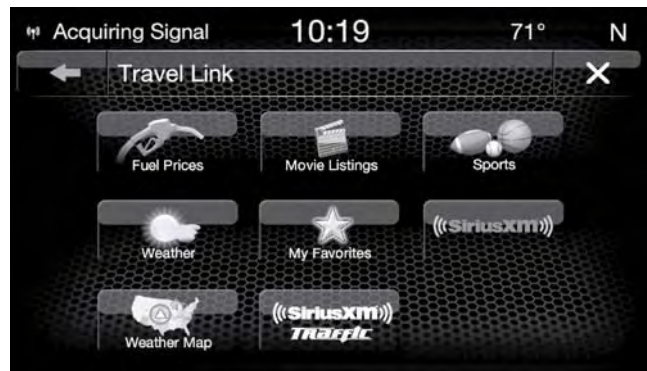 Acquiring Signal 10:19 71° N
Travel Link
Fuel Prices Movie Listings Sports
Weather My Favorites ((SiriusXM))
Weather Map ((SiriusXM))
Traffic